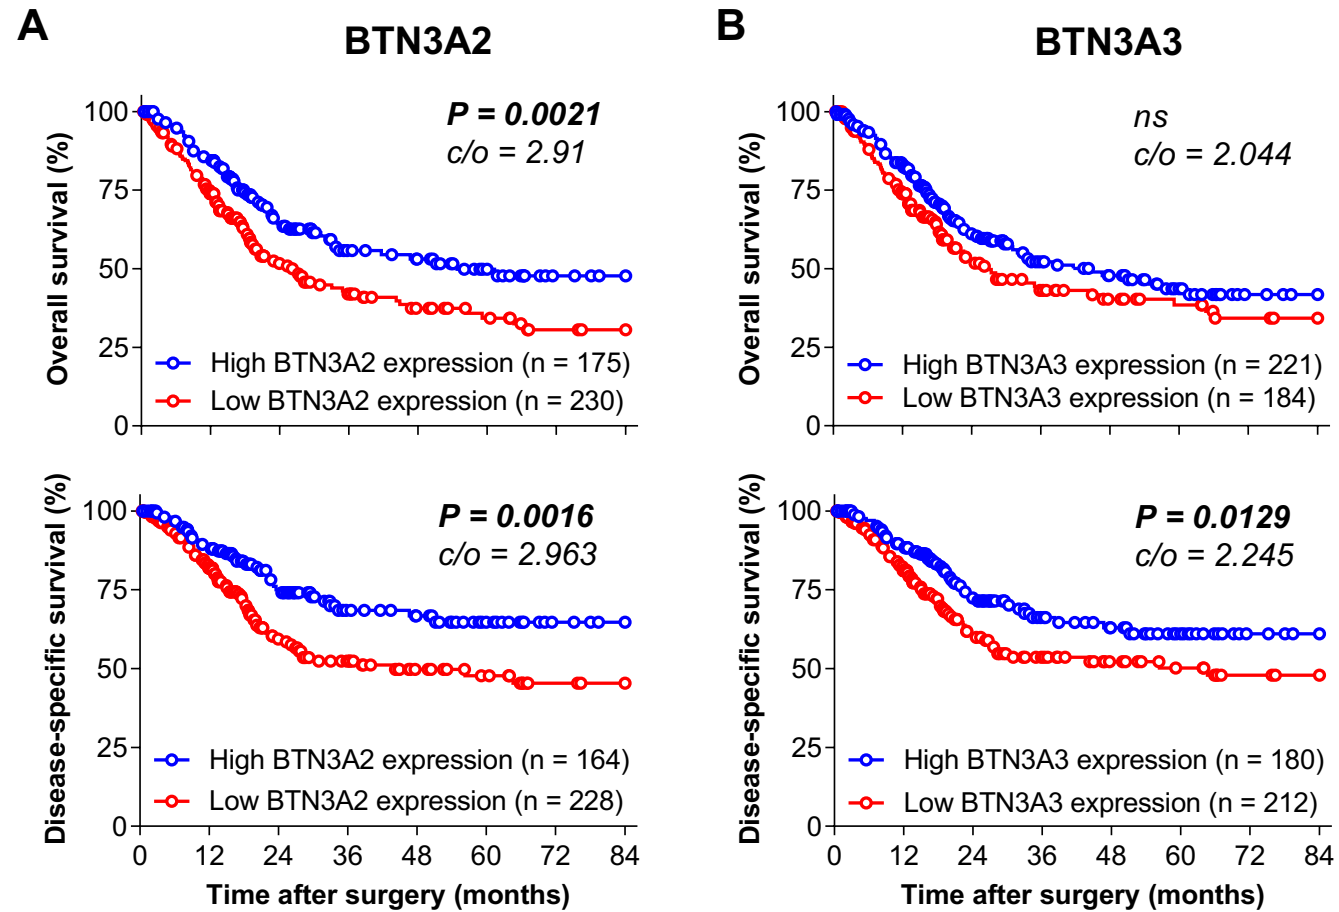 A
BTN3A2
Overall survival (%)
100
75
50
25
0
P = 0.0021
c/o = 2.91
High BTN3A2 expression (n = 175)
Low BTN3A2 expression (n = 230)
Disease-specific survival (%)
100
75
50
25
0
P = 0.0016
c/o = 2.963
High BTN3A2 expression (n = 164)
Low BTN3A2 expression (n = 228)
0 12 24 36 48 60 72 84
Time after surgery (months)
B
BTN3A3
Overall survival (%)
100
75
50
25
0
ns
c/o = 2.044
High BTN3A3 expression (n = 221)
Low BTN3A3 expression (n = 184)
Disease-specific survival (%)
100
75
50
25
0
P = 0.0129
c/o = 2.245
High BTN3A3 expression (n = 180)
Low BTN3A3 expression (n = 212)
0 12 24 36 48 60 72 84
Time after surgery (months)